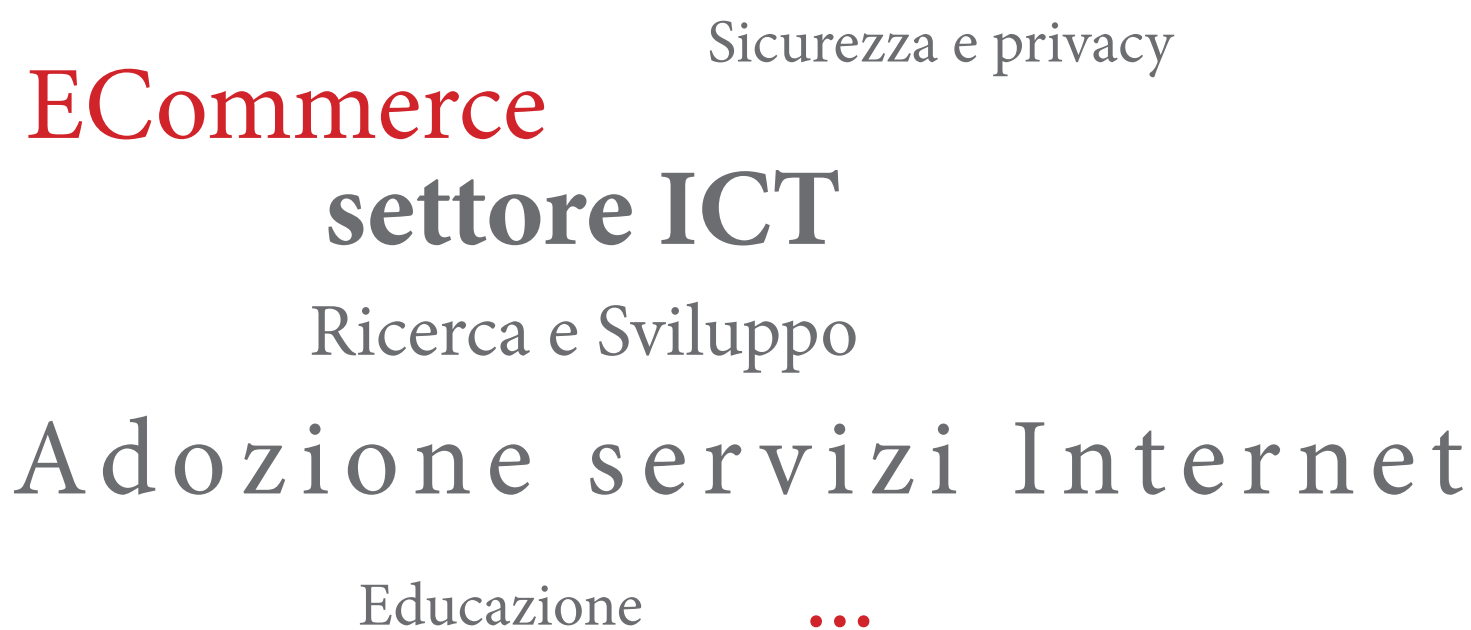 Sicurezza e privacy
ECommerce
settore ICT
Ricerca e Sviluppo
Adozione servizi Internet
Educazione ...